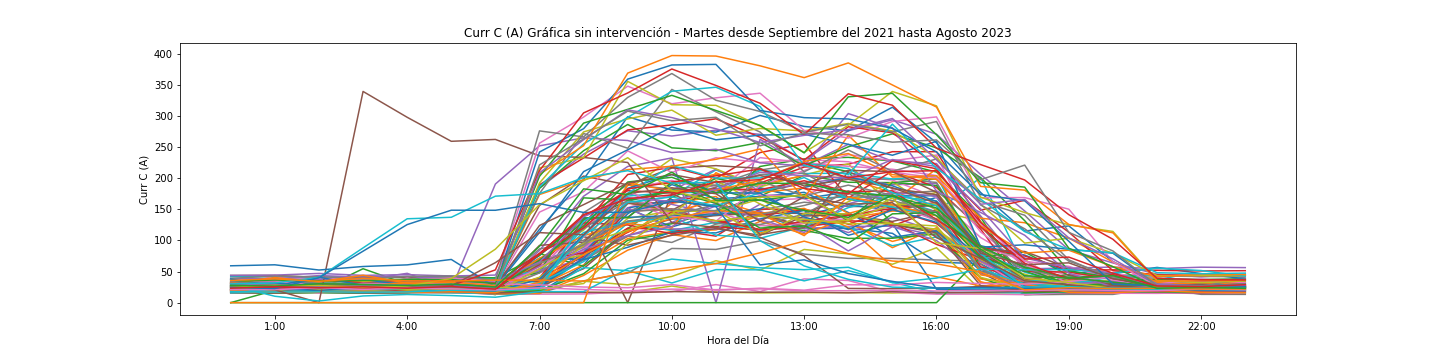 Curr C (A) Gráfica sin intervención - Martes desde Septiembre del 2021 hasta Agosto 2023
400
350
300
250
200
150
100
50
0
Curr C (A)
1:00 4:00 7:00 10:00 13:00 16:00 19:00 22:00
Hora del Día